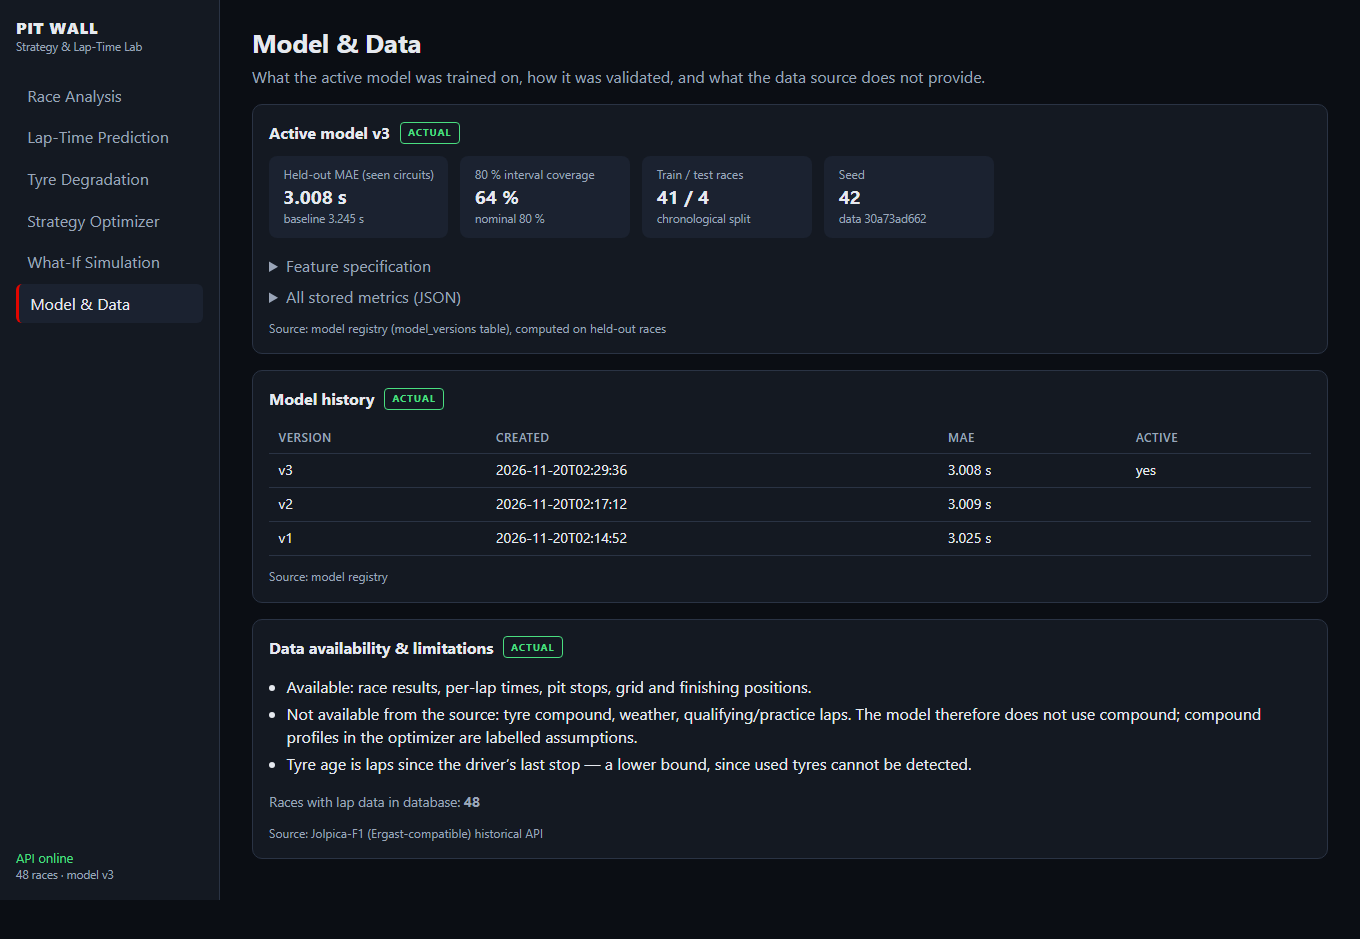 PIT WALL
Strategy & Lap-Time Lab
Race Analysis
Lap-Time Prediction
Tyre Degradation
Strategy Optimizer
What-If Simulation
Model & Data
API online
48 races · model v3
Model & Data
What the active model was trained on, how it was validated, and what the data source does not provide.
Active model v3 ACTUAL
Held-out MAE (seen circuits)
3.008 s
baseline 3.245 s
80 % interval coverage
64 %
nominal 80 %
Train / test races
41 / 4
chronological split
Seed
42
data 30a73ad662
Feature specification
All stored metrics (JSON)
Source: model registry (model_versions table), computed on held-out races
Model history ACTUAL
VERSION CREATED MAE ACTIVE
v3 2026-11-20T02:29:36 3.008 s yes
v2 2026-11-20T02:17:12 3.009 s
v1 2026-11-20T02:14:52 3.025 s
Source: model registry
Data availability & limitations ACTUAL
• Available: race results, per-lap times, pit stops, grid and finishing positions.
• Not available from the source: tyre compound, weather, qualifying/practice laps. The model therefore does not use compound; compound
profiles in the optimizer are labelled assumptions.
• Tyre age is laps since the driver's last stop — a lower bound, since used tyres cannot be detected.
Races with lap data in database: 48
Source: Jolpica-F1 (Ergast-compatible) historical API